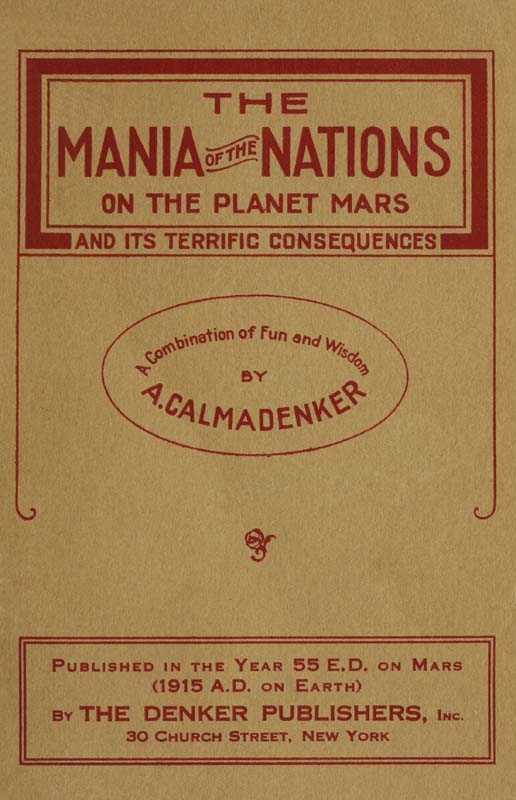 THE
MANIA OF THE NATIONS
ON THE PLANET MARS
AND ITS TERRIFIC CONSEQUENCES
A Combination of Fun and Wisdom
BY
A. CALMADENKER
PUBLISHED IN THE YEAR 55 E.D. ON MARS
(1915 A.D. ON EARTH)
BY THE DENKER PUBLISHERS, INC.
30 CHURCH STREET, NEW YORK